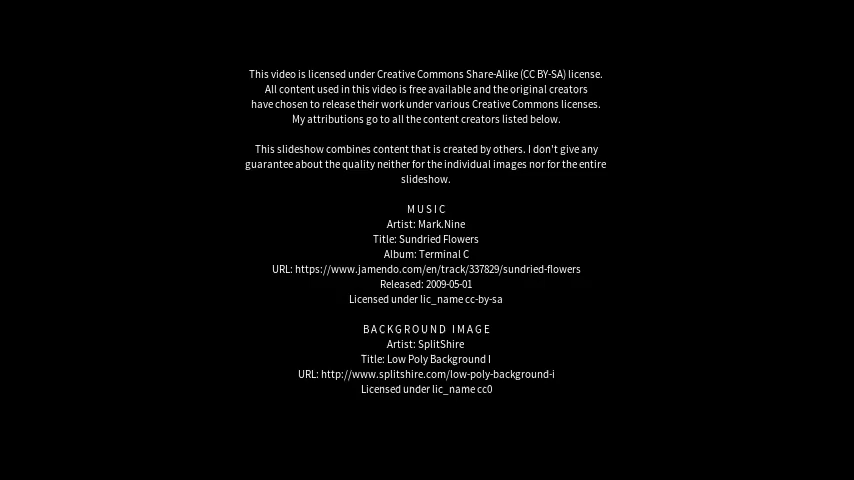 This video is licensed under Creative Commons Share-Alike (CC BY-SA) license.
All content used in this video is free available and the original creators
have chosen to release their work under various Creative Commons licenses.
My attributions go to all the content creators listed below.
This slideshow combines content that is created by others. I don't give any
guarantee about the quality neither for the individual images nor for the entire
slideshow.
MUSIC
Artist: Mark.Nine
Title: Sundried Flowers
Album: Terminal C
URL: https://www.jamendo.com/en/track/337829/sundried-flowers
Released: 2009-05-01
Licensed under lic_name cc-by-sa
BACKGROUND IMAGE
Artist: SplitShire
Title: Low Poly Background I
URL: http://www.splitshire.com/low-poly-background-i
Licensed under lic_name cc0